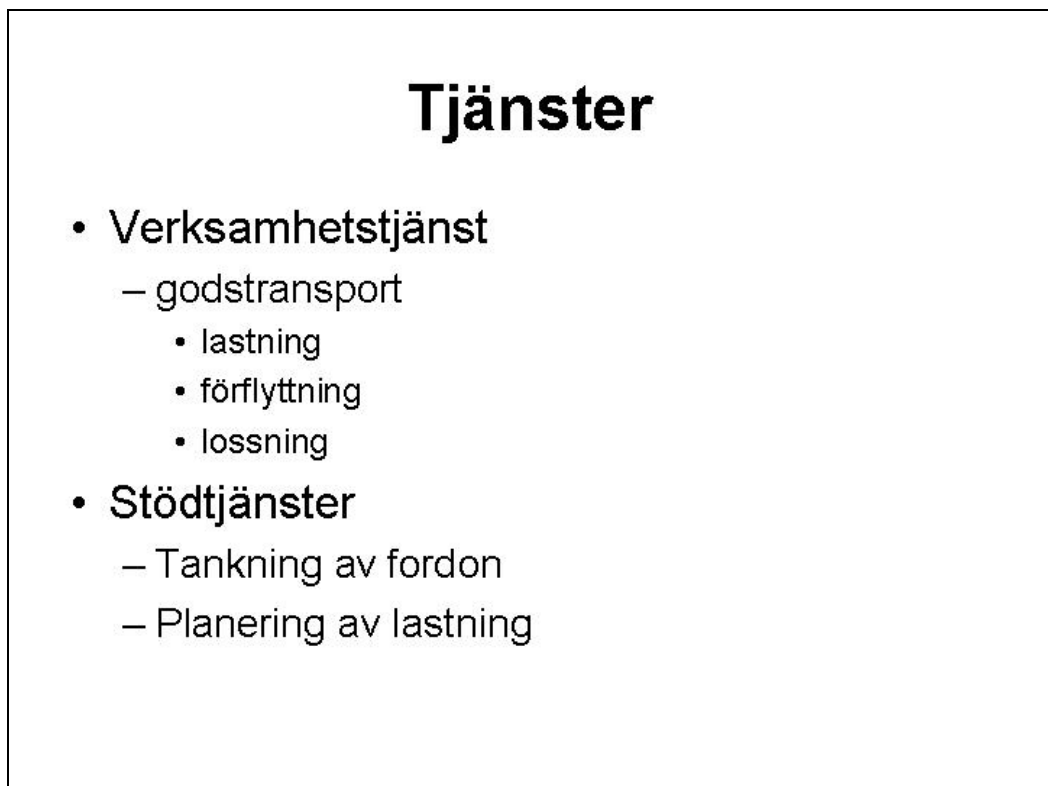 Tjänster
• Verksamhetstjänst
– godstransport
• lastning
• förflyttning
• lossning
• Stödtjänster
– Tankning av fordon
– Planering av lastning